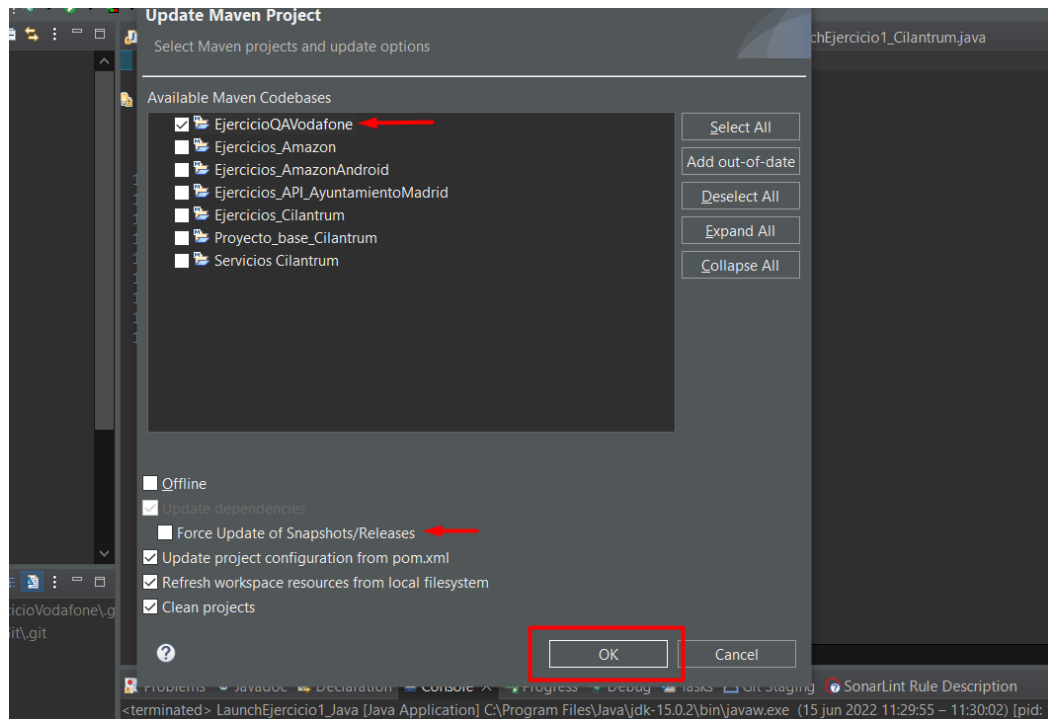 Update Maven Project
Select Maven projects and update options
chEjercicio1_Cilantrum.java
Available Maven Codebases
EjercicioQAVodafone
Ejercicios_Amazon
Ejercicios_AmazonAndroid
Ejercicios_API_AyuntamientoMadrid
Ejercicios_Cilantrum
Proyecto_base_Cilantrum
Servicios Cilantrum
Select All
Add out-of-date
Deselect All
Expand All
Collapse All
Offline
Update dependencies
Force Update of Snapshots/Releases
Update project configuration from pom.xml
Refresh workspace resources from local filesystem
Clean projects
icioVodafone\.g
it\.git
OK
Cancel
Problems Javadoc Declaration Console Progress Debug Tasks Git Staging SonarLint Rule Description
<terminated> LaunchEjercicio1_Java [Java Application] C:\Program Files\Java\jdk-15.0.2\bin\javaw.exe (15 jun 2022 11:29:55 – 11:30:02) [pid: